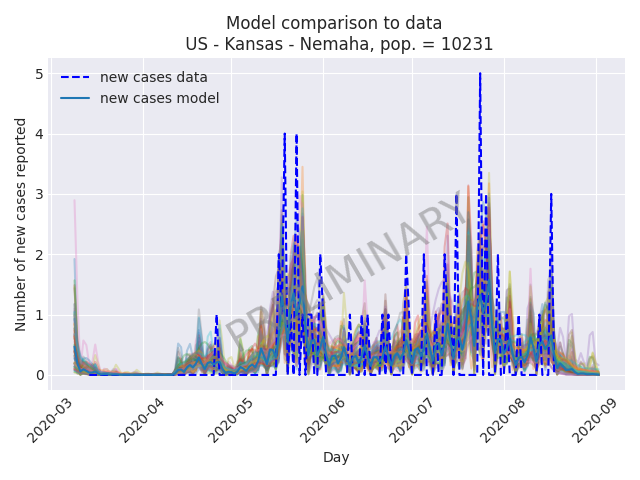 Model comparison to data
US - Kansas - Nemaha, pop. = 10231
new cases data
new cases model
Number of new cases reported
5
4
3
2
1
0
PRELIMINARY
2020-03
2020-04
2020-05
2020-06
2020-07
2020-08
2020-09
Day